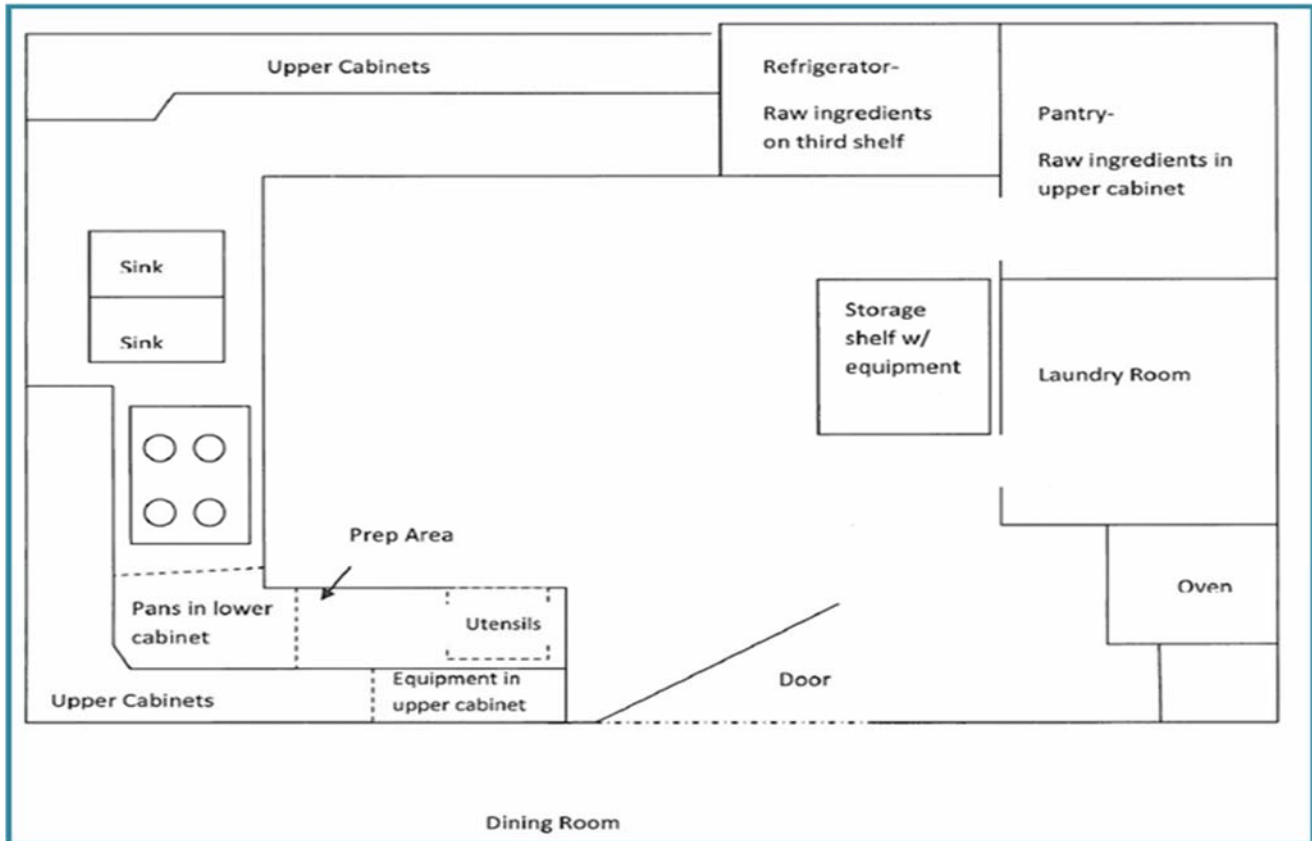 Upper Cabinets
Refrigerator-
Raw ingredients
on third shelf
Pantry-
Raw ingredients in
upper cabinet
Sink
Sink
Storage
shelf w/
equipment
Laundry Room
Prep Area
Pans in lower
cabinet
Utensils
Oven
Upper Cabinets
Equipment in
upper cabinet
Door
Dining Room